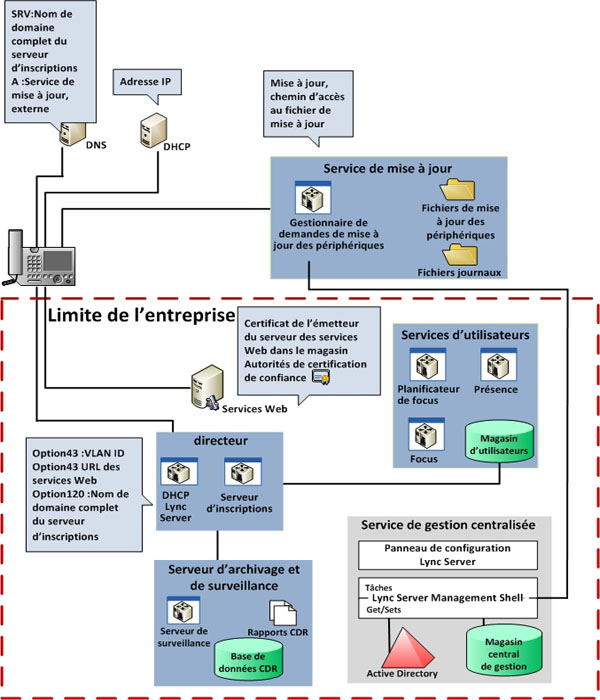 SRV:Nom de
domaine
complet du
serveur
d'inscriptions
A :Service de
mise à jour,
externe
DNS
Adresse IP
DHCP
Mise à jour,
chemin d'accès
au fichier de
mise à jour
Service de mise à jour
Gestionnaire de
demandes de mise à
jour des périphériques
Fichiers de mise
à jour des
périphériques
Fichiers journaux
Limite de l'entreprise
Certificat de l'émetteur
du serveur des services
Web dans le magasin
Autorités de certification
de confiance
Services Web
Services d'utilisateurs
Planificateur
de focus
Présence
Focus
Magasin
d'utilisateurs
Option43 :VLAN ID
Option43 URL des
services Web
Option120 :Nom de
domaine complet
du serveur
d'inscriptions
directeur
DHCP
Lync
Server
Serveur
d'inscriptions
Serveur d'archivage et
de surveillance
Serveur de
surveillance
Rapports CDR
Base de
données CDR
Service de gestion centralisée
Panneau de configuration
Lync Server
Tâches
Lync Server Management Shell
Get/Sets
Active Directory
Magasin
central
de gestion